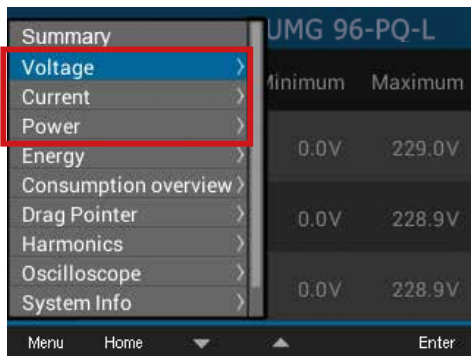 Summary
UMG 96-PQ-L
Voltage
Minimum Maximum
Current
Power
Energy
0.0V 229.0V
Consumption overview
Drag Pointer
0.0V 228.9V
Harmonics
Oscilloscope
0.0V 228.9V
System Info
Menu Home Enter